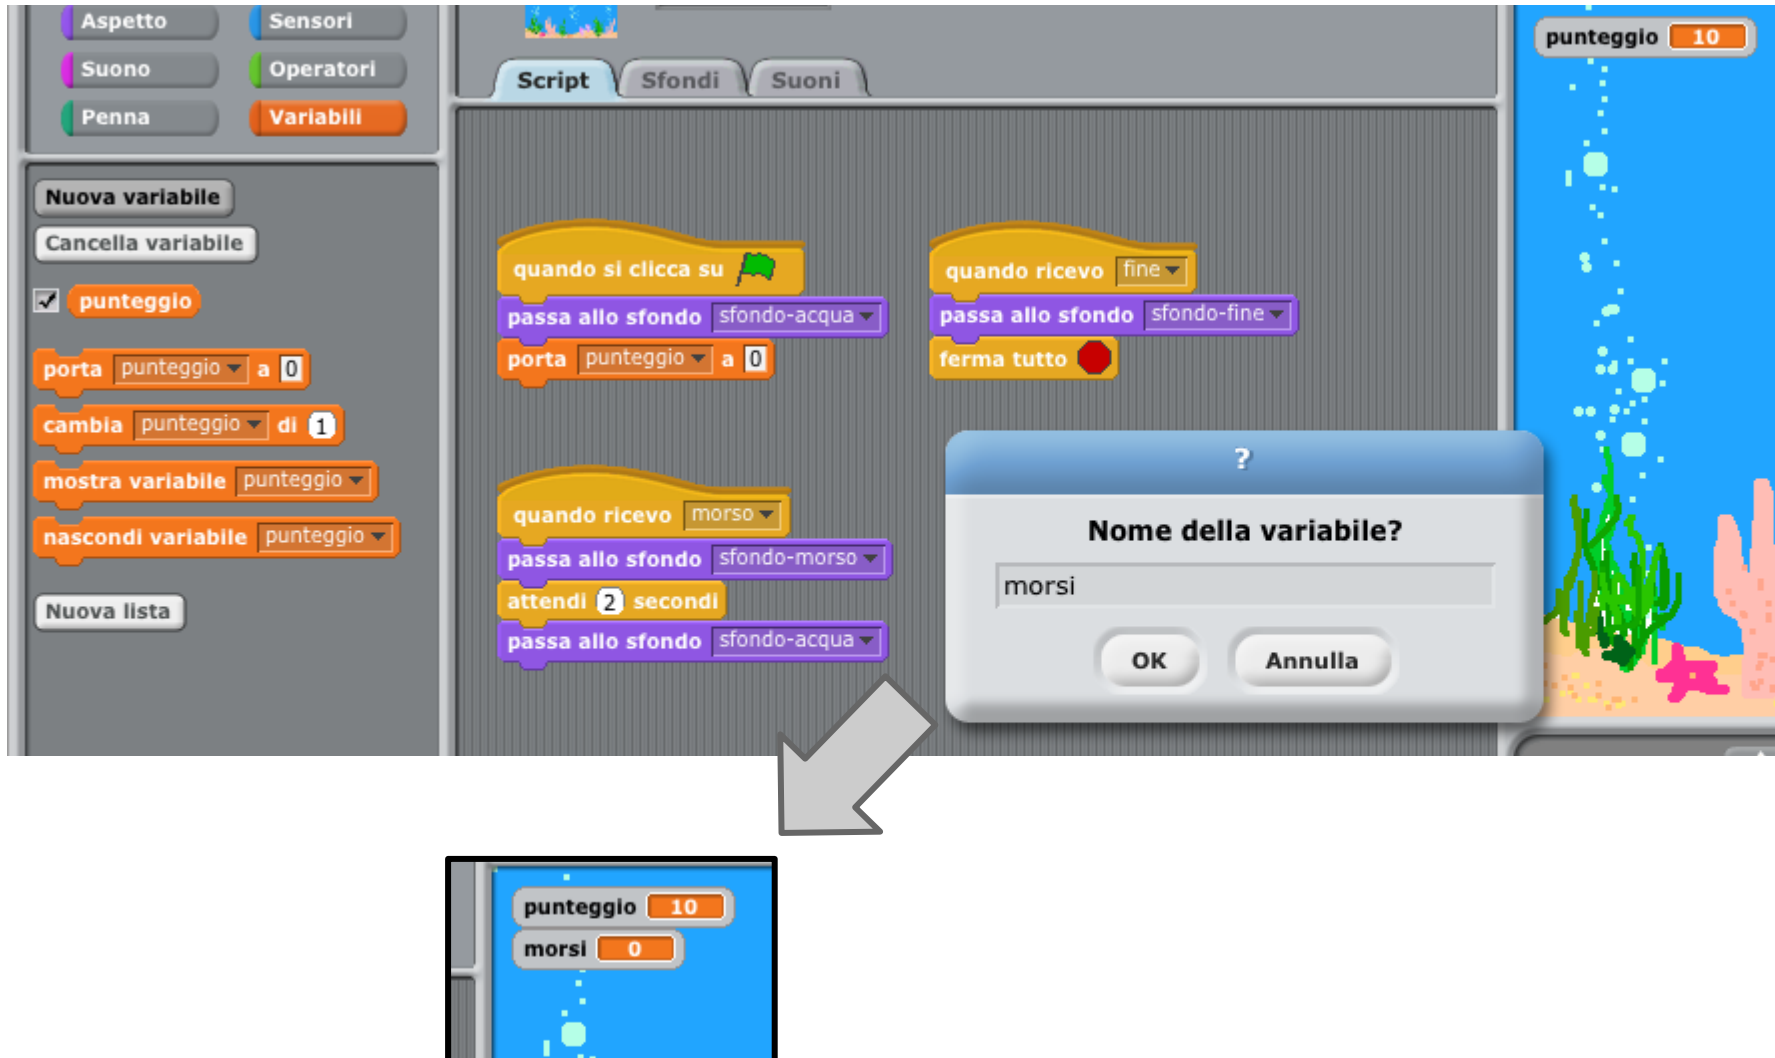 Aspetto
Sensori
Suono
Operatori
Penna
Variabili
Nuova variabile
Cancella variabile
punteggio
porta punteggio a 0
cambia punteggio di 1
mostra variabile punteggio
nascondi variabile punteggio
Nuova lista
Script Sfondi Suoni
quando si clicca su
passa allo sfondo sfondo-acqua
porta punteggio a 0
quando ricevo fine
passa allo sfondo sfondo-fine
ferma tutto
quando ricevo morso
passa allo sfondo sfondo-morso
attendi 2 secondi
passa allo sfondo sfondo-acqua
?
Nome della variabile?
morsi
OK Annulla
punteggio 10
punteggio 10
morsi 0